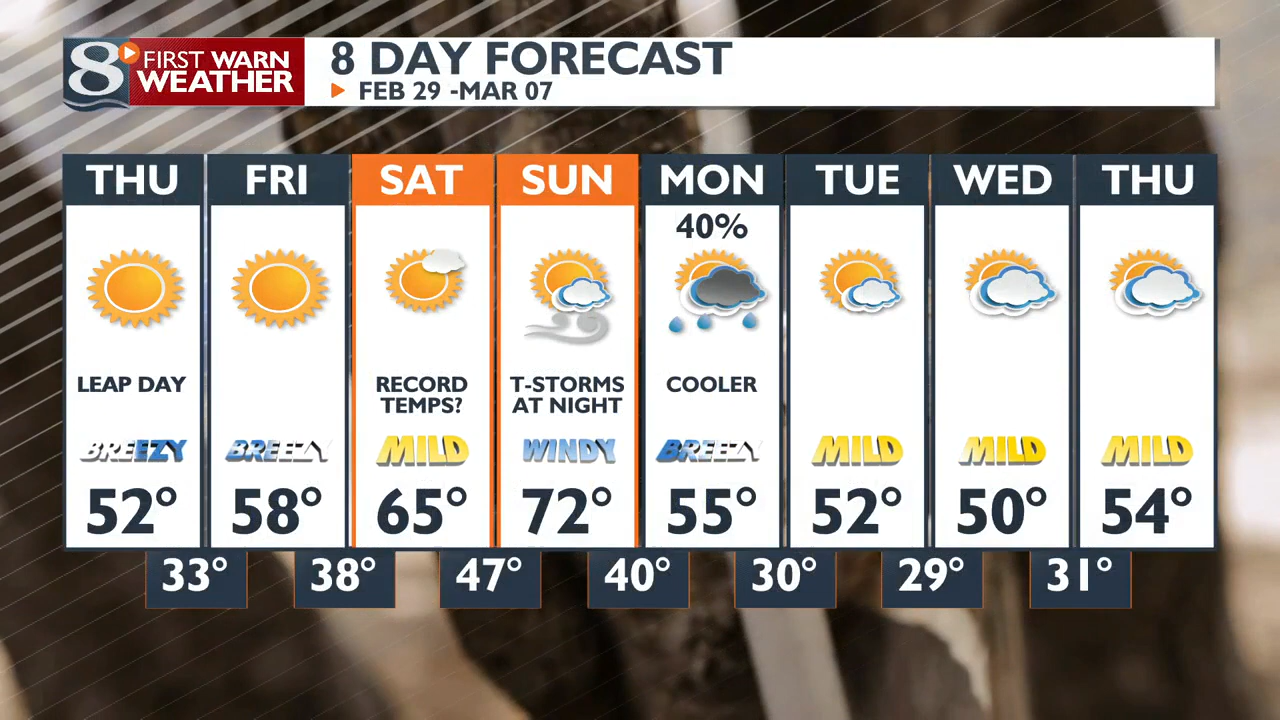 8 FIRST WARN
WEATHER
8 DAY FORECAST
FEB 29 -MAR 07
THU FRI SAT SUN MON TUE WED THU
40%
LEAP DAY RECORD T-STORMS COOLER
TEMPS? AT NIGHT
BREEZY BREEZY MILD WINDY BREEZY MILD MILD MILD
52° 58° 65° 72° 55° 52° 50° 54°
33° 38° 47° 40° 30° 29° 31°